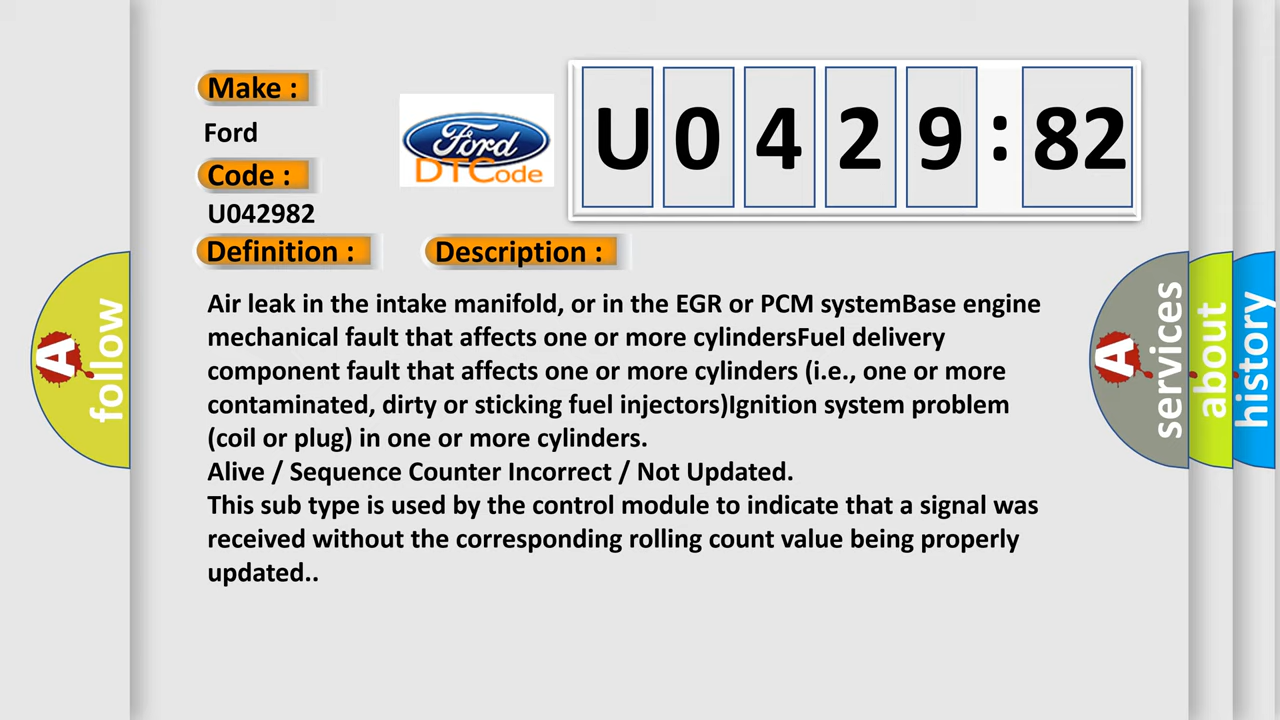 Make :
Ford
Code :
U042982
Definition :
Description :
Ford
DTCode
U0429:82
Air leak in the intake manifold, or in the EGR or PCM systemBase engine
mechanical fault that affects one or more cylindersFuel delivery
component fault that affects one or more cylinders (i.e., one or more
contaminated, dirty or sticking fuel injectors)Ignition system problem
(coil or plug) in one or more cylinders.
Alive / Sequence Counter Incorrect / Not Updated.
This sub type is used by the control module to indicate that a signal was
received without the corresponding rolling count value being properly
updated..
A
follow
A
services
about
history